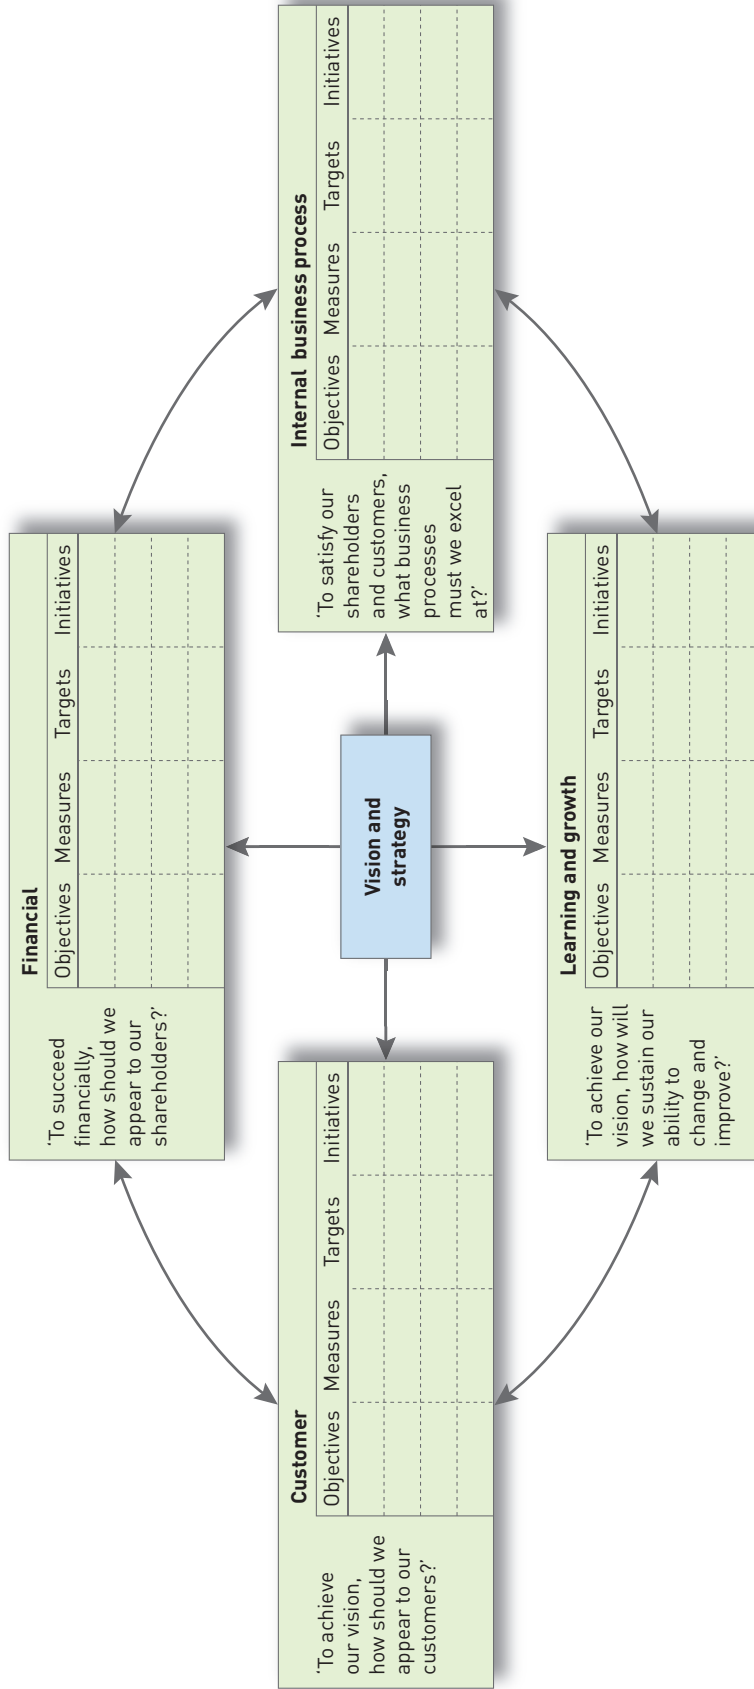 Financial
'To succeed
financially,
how should we
appear to our
shareholders?'
Objectives Measures Targets Initiatives
Customer
'To achieve
our vision,
how should we
appear to our
customers?'
Objectives Measures Targets Initiatives
Vision and
strategy
Internal business process
'To satisfy our
shareholders
and customers,
what business
processes
must we excel
at?'
Objectives Measures Targets Initiatives
Learning and growth
'To achieve our
vision, how will
we sustain our
ability to
change and
improve?'
Objectives Measures Targets Initiatives